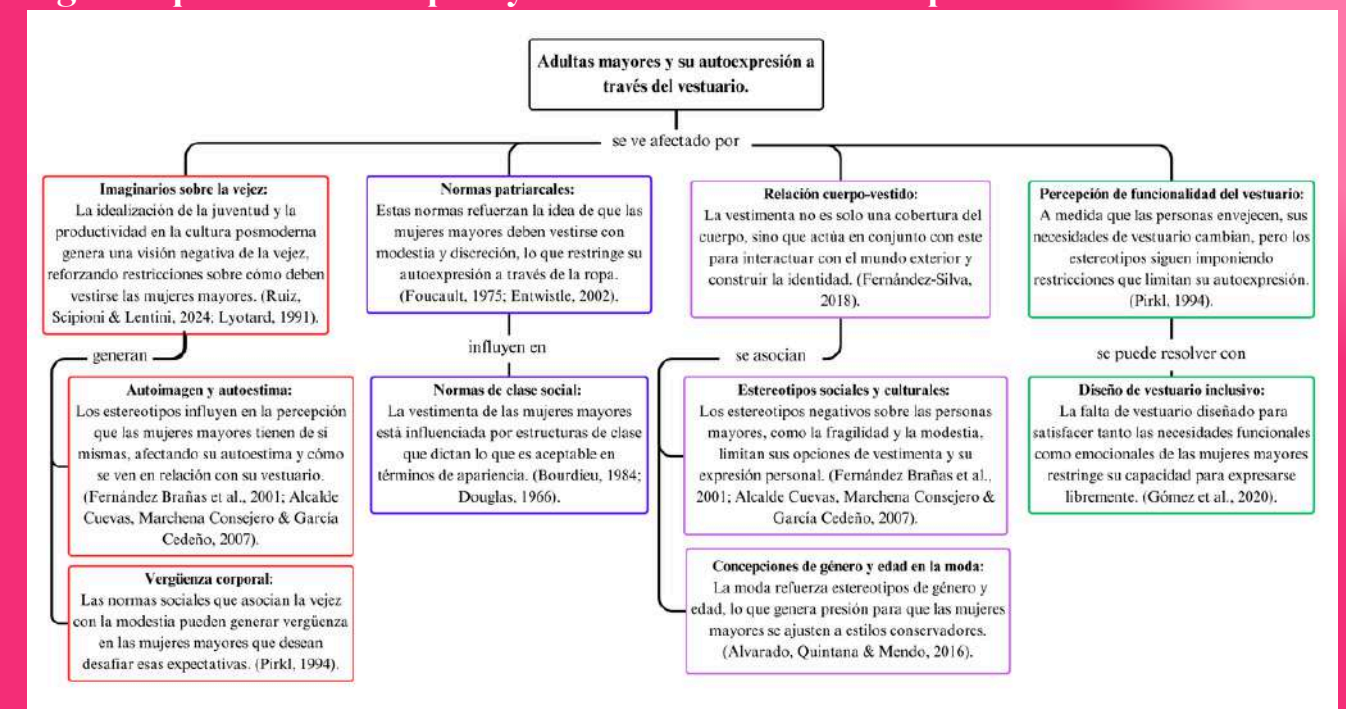 Adultas mayores y su autoexpresión a
través del vestuario.
se ve afectado por
Imaginarios sobre la vejez:
La idealización de la juventud y la
productividad en la cultura posmoderna
genera una visión negativa de la vejez,
reforzando restricciones sobre cómo deben
vestirse las mujeres mayores. (Ruiz,
Scipioni & Lentini, 2024; Lyotard, 1991).
generan
Autoimagen y autoestima:
Los estereotipos influyen en la percepción
que las mujeres mayores tienen de sí
mismas, afectando su autoestima y cómo
se ven en relación con su vestuario.
(Fernández Brañas et al., 2001; Alcalde
Cuevas, Marchena Consejero & García
Cedeño, 2007).
Vergüenza corporal:
Las normas sociales que asocian la vejez
con la modestia pueden generar vergüenza
en las mujeres mayores que desean
desafiar esas expectativas. (Pirkl, 1994).
Normas patriarcales:
Estas normas refuerzan la idea de que las
mujeres mayores deben vestirse con
modestia y discreción, lo que restringe su
autoexpresión a través de la ropa.
(Foucault, 1975; Entwistle, 2002).
influyen en
Normas de clase social:
La vestimenta de las mujeres mayores
está influenciada por estructuras de clase
que dictan lo que es aceptable en
términos de apariencia. (Bourdieu, 1984;
Douglas, 1966).
Relación cuerpo-vestido:
La vestimenta no es solo una cobertura del
cuerpo, sino que actúa en conjunto con este
para interactuar con el mundo exterior y
construir la identidad. (Fernández-Silva,
2018).
se asocian
Estereotipos sociales y culturales:
Los estereotipos negativos sobre las personas
mayores, como la fragilidad y la modestia,
limitan sus opciones de vestimenta y su
expresión personal. (Fernández Brañas et al.,
2001; Alcalde Cuevas, Marchena Consejero &
García Cedeño, 2007).
Concepciones de género y edad en la moda:
La moda refuerza estereotipos de género y
edad, lo que genera presión para que las mujeres
mayores se ajusten a estilos conservadores.
(Alvarado, Quintana & Mendo, 2016).
Percepción de funcionalidad del vestuario:
A medida que las personas envejecen, sus
necesidades de vestuario cambian, pero los
estereotipos siguen imponiendo
restricciones que limitan su autoexpresión.
(Pirkl, 1994).
se puede resolver con
Diseño de vestuario inclusivo:
La falta de vestuario diseñado para
satisfacer tanto las necesidades funcionales
como emocionales de las mujeres mayores
restringe su capacidad para expresarse
libremente. (Gómez et al., 2020).